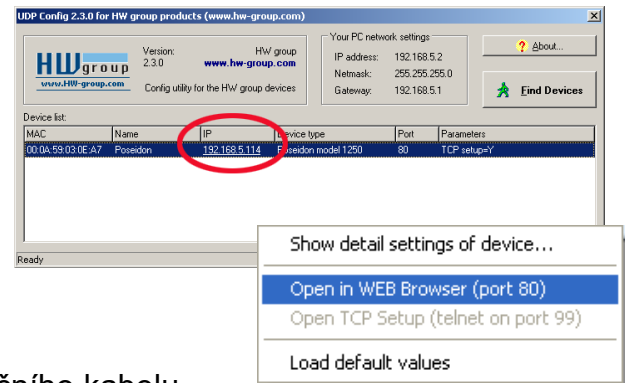 UDP Config 2.3.0 for HW group products (www.hw-group.com)
HWgroup
www.HW-group.com
Version: HW group
2.3.0 www.hw-group.com
Config utility for the HW group devices
Your PC network settings
IP address: 192.168.5.2
Netmask: 255.255.255.0
Gateway: 192.168.5.1
? About...
Find Devices
Device list:
MAC Name IP Device type Port Parameters
00:0A:59:03:0E:A7 Poseidon 192.168.5.114 Poseidon model 1250 80 TCP setup=Y
Ready
Show detail settings of device...
Open in WEB Browser (port 80)
Open TCP Setup (telnet on port 99)
Load default values
kabelu